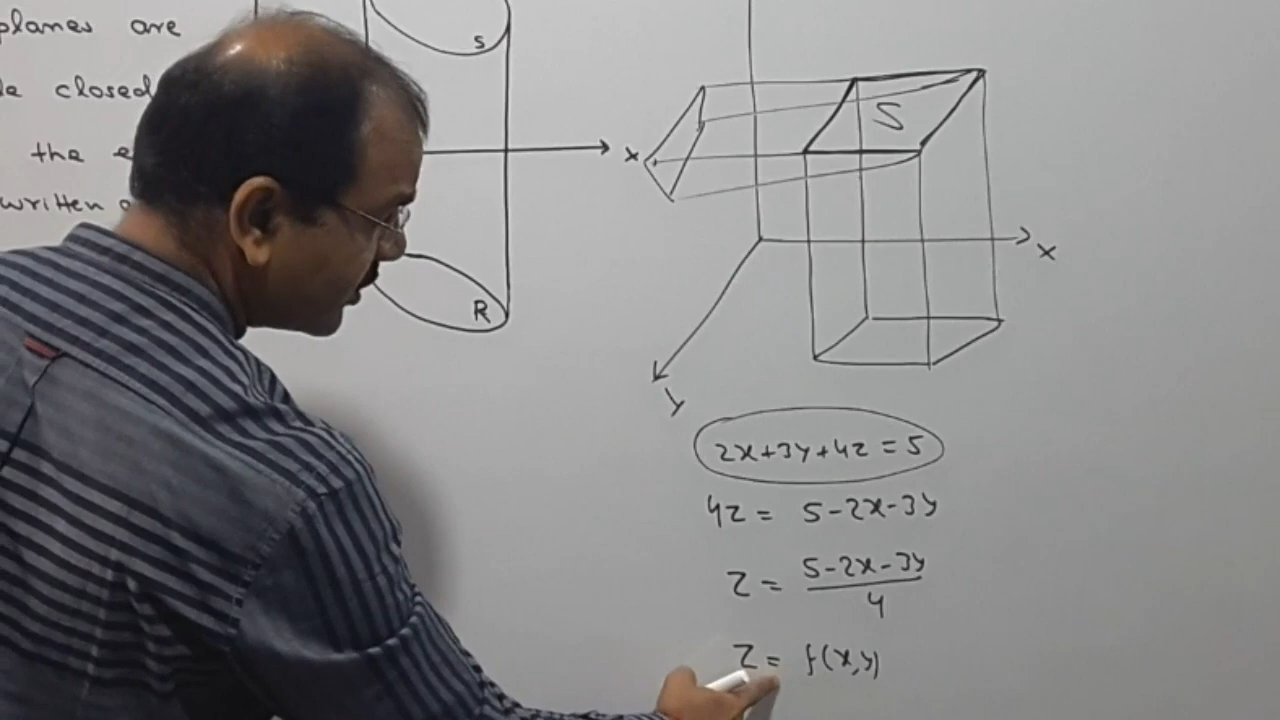 planes are
closed
the
written
S
R
x
S
x
y
2x+3y+4z = 5
4z = 5-2x-3y
z = 5-2x-3y / 4
z = f(x,y)